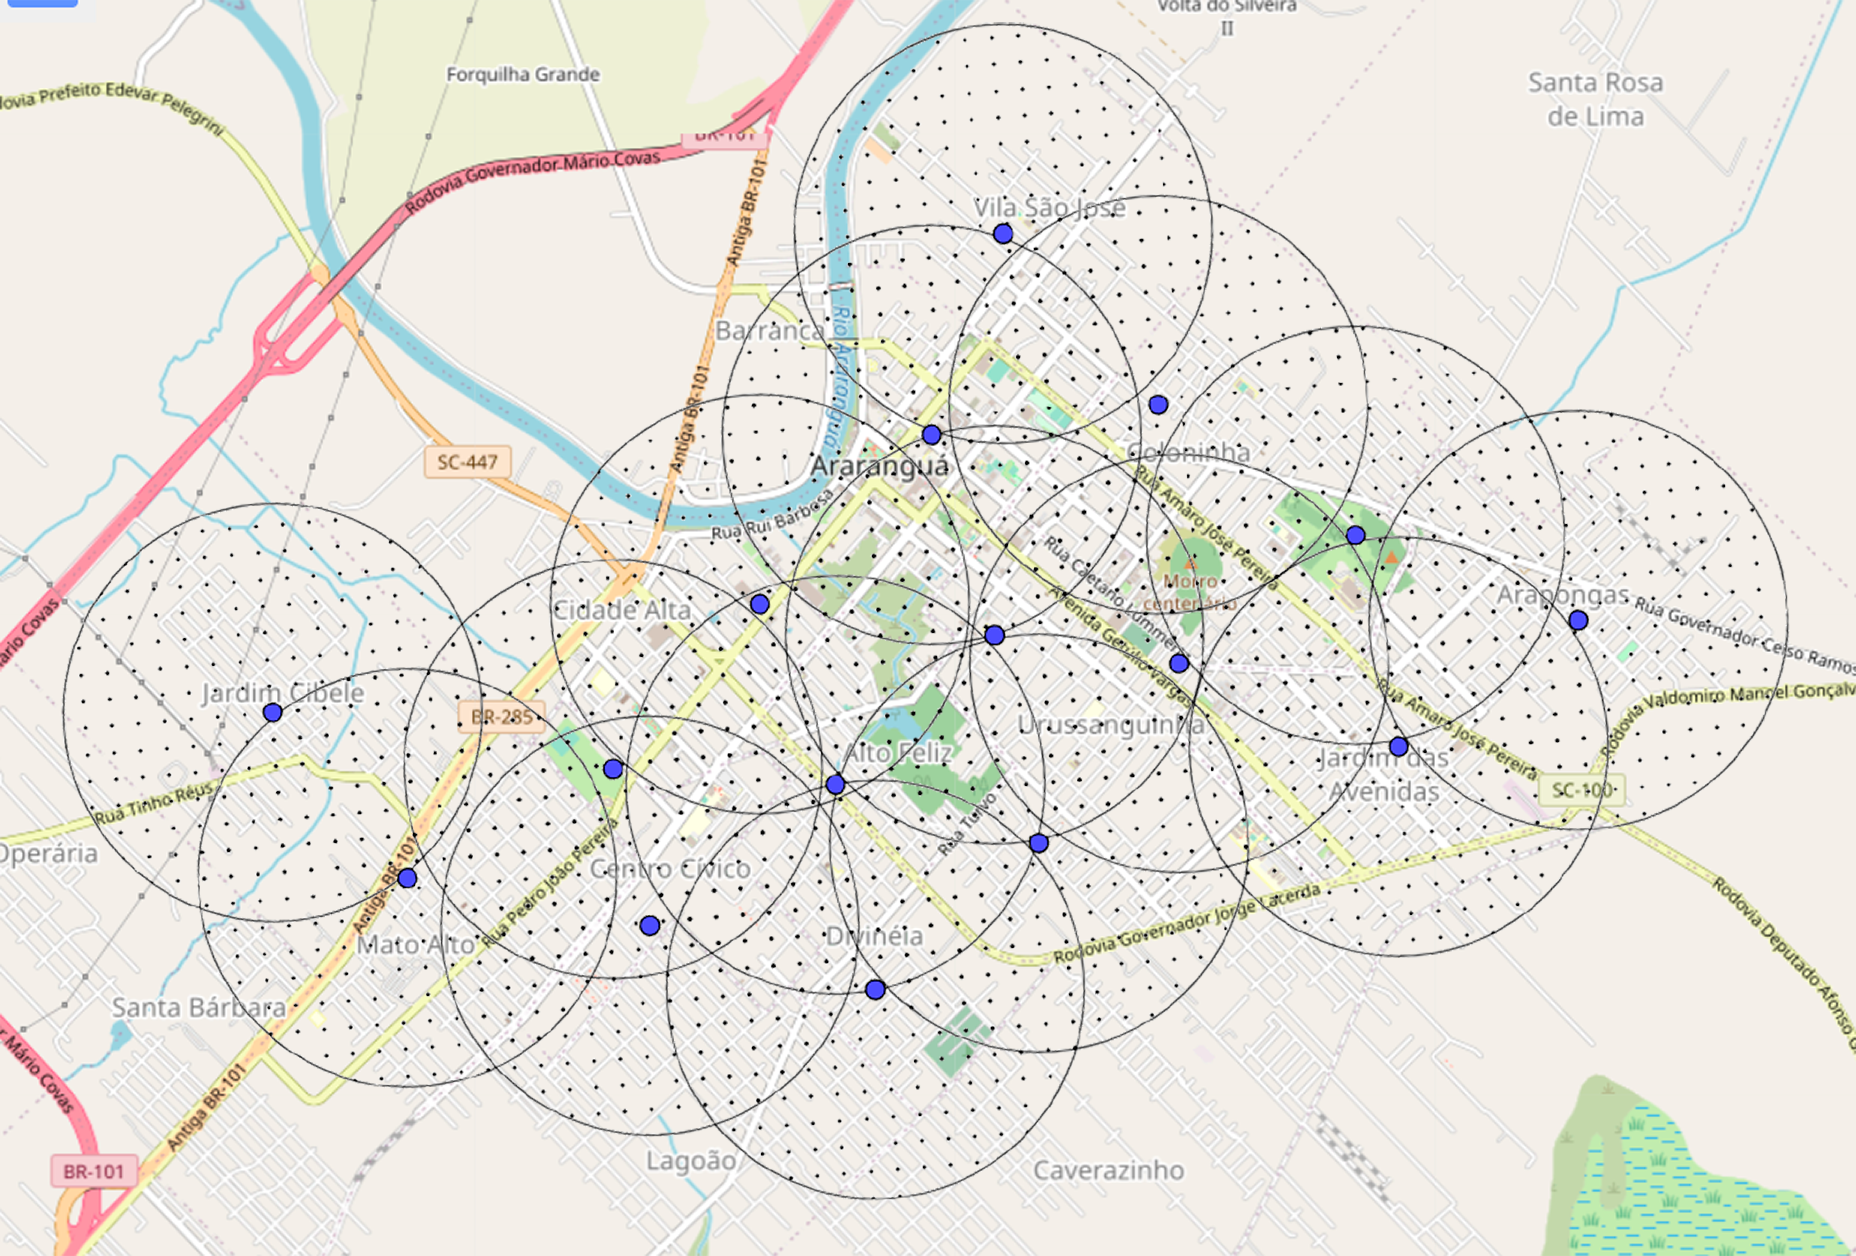 Volta do Silveira
II
Forquilha Grande
Santa Rosa
de Lima
Prefeito Edevar Pelegrini
BR-101
Rodovia Governador Mário Covas
Antiga BR-101
Vila São José
Barranca
Rio Araranguá
Antiga BR-101
SC-447
Araranguá
Coloninha
Rua Rui Barbosa
Rua Amaro José Pereira
Rua Caetano Lummertz
Morro
centenário
Cidade Alta
Avenida Getúlio Vargas
Arapongas
Rua Governador Celso Ramos
Mário Covas
Jardim Cibele
BR-285
Urussanguinha
Rua Amaro José Pereira
Rodovia Valdomiro Manoel
Alto Feliz
Jardim das
Avenidas
SC-100
Rua Tinho Réus
Rua Turvo
Operária
Antiga BR-101
Centro Cívico
Rua Pedro João Pereira
Mato Alto
Divinéia
Rodovia Governador Jorge Lacerda
Rodovia Deputado Afonso
Santa Bárbara
Mário Covas
Antiga BR-101
Lagoão
Caverazinho
BR-101